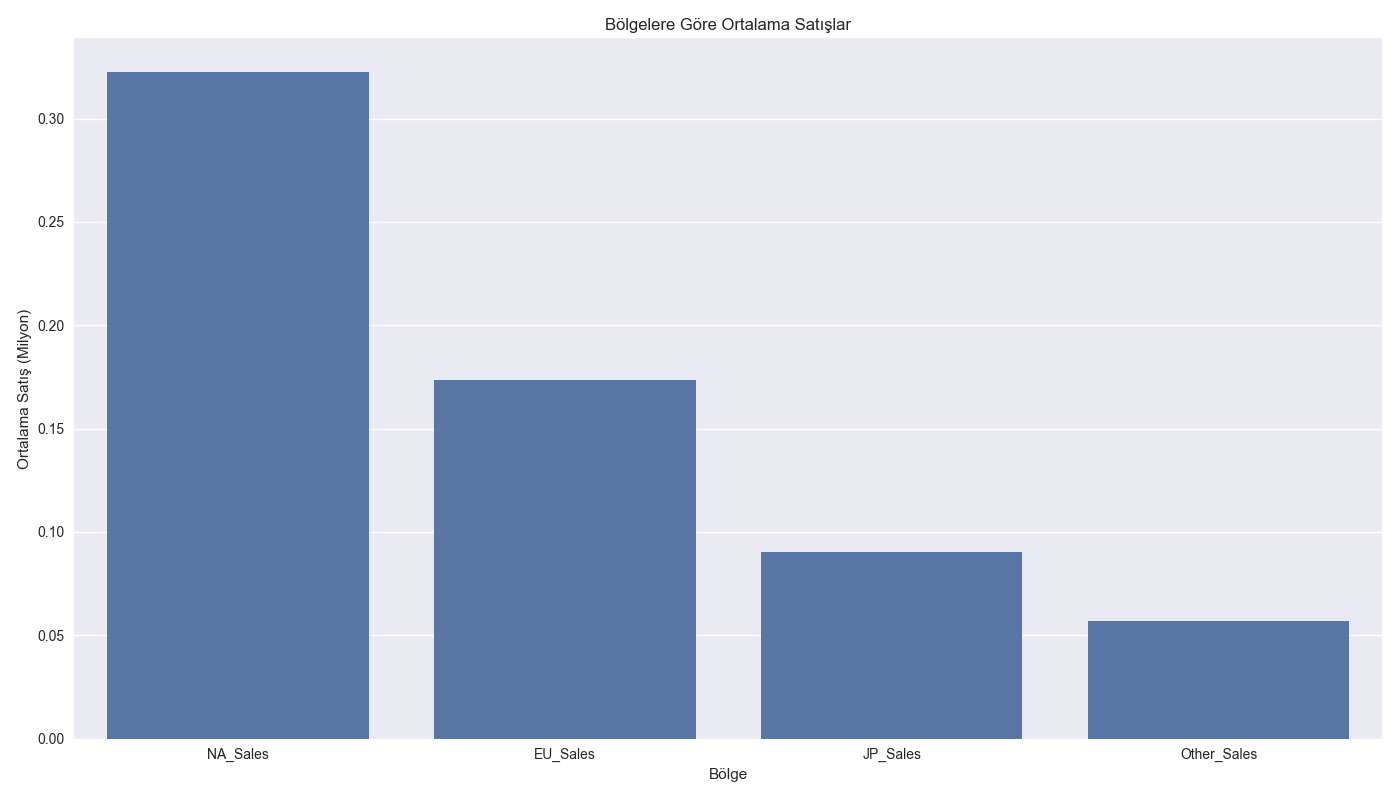 Bölgelere Göre Ortalama Satışlar
Ortalama Satış (Milyon)
0.30
0.25
0.20
0.15
0.10
0.05
0.00
NA_Sales
EU_Sales
JP_Sales
Other_Sales
Bölge